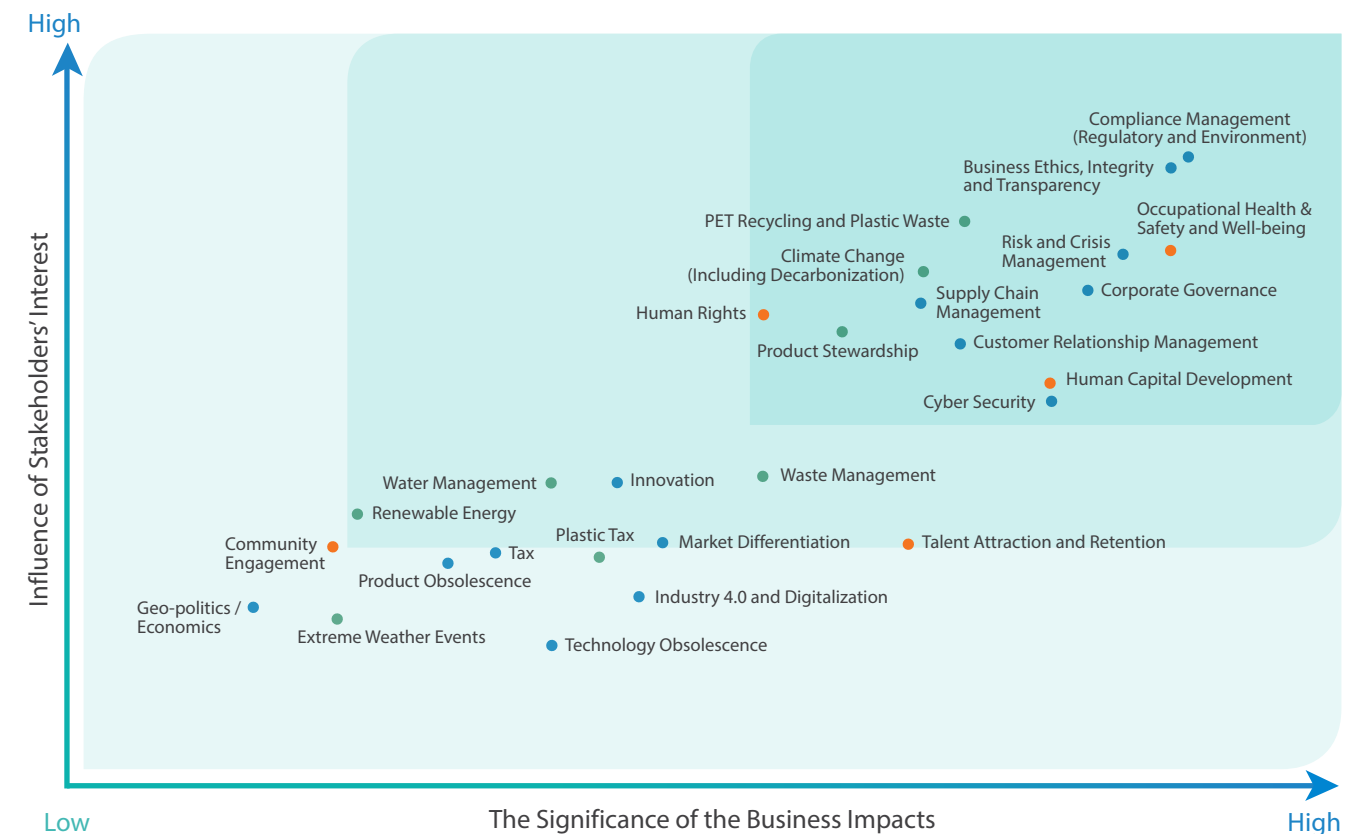 High
Influence of Stakeholders' Interest
Compliance Management
(Regulatory and Environment)
Business Ethics, Integrity
and Transparency
Occupational Health &
Safety and Well-being
PET Recycling and Plastic Waste
Risk and Crisis
Management
Climate Change
(Including Decarbonization)
Corporate Governance
Supply Chain
Management
Human Rights
Product Stewardship
Customer Relationship Management
Human Capital Development
Cyber Security
Water Management
Innovation
Waste Management
Renewable Energy
Community
Engagement
Plastic Tax
Tax
Market Differentiation
Talent Attraction and Retention
Product Obsolescence
Industry 4.0 and Digitalization
Geo-politics /
Economics
Extreme Weather Events
Technology Obsolescence
Low
The Significance of the Business Impacts
High